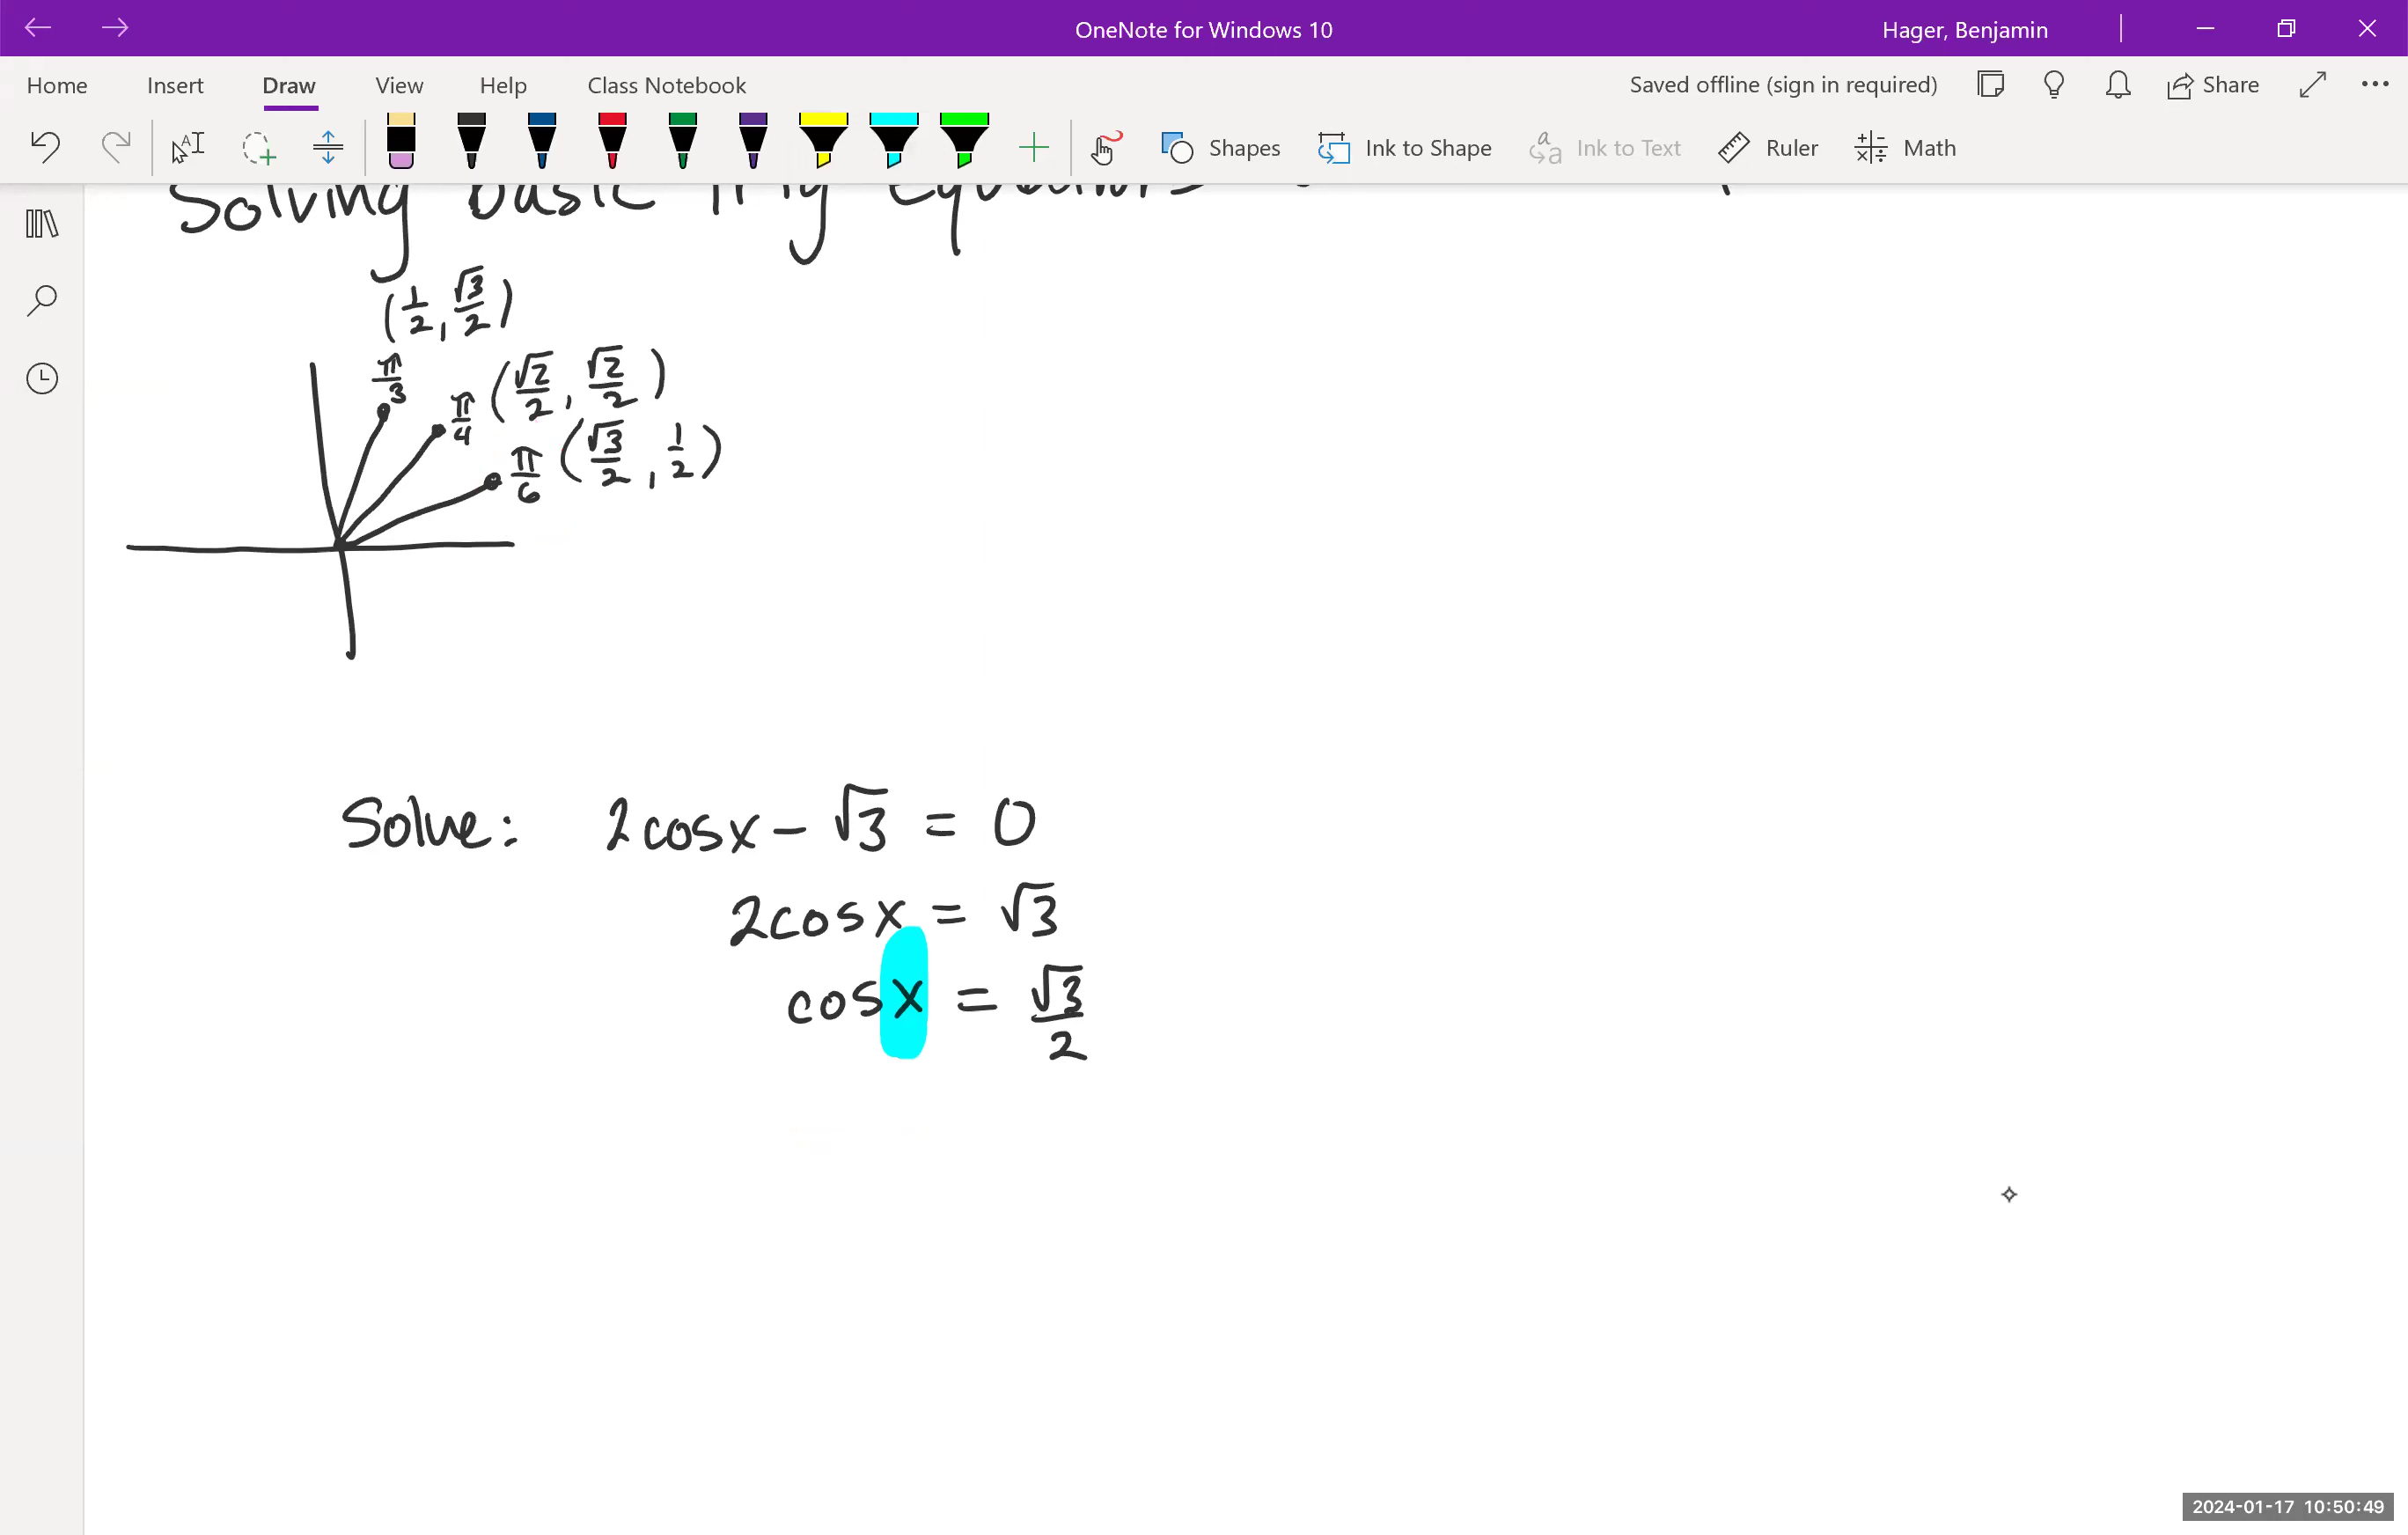 OneNote for Windows 10 Hager, Benjamin
Home Insert Draw View Help Class Notebook Saved offline (sign in required) Share
Shapes Ink to Shape Ink to Text Ruler Math
Solving Basic Trig Equations
(1/2, √3/2)
π/3
π/4 (√2/2, √2/2)
π/6 (√3/2, 1/2)
Solve: 2cosx − √3 = 0
2cosx = √3
cosx = √3/2
2024-01-17 10:50:49